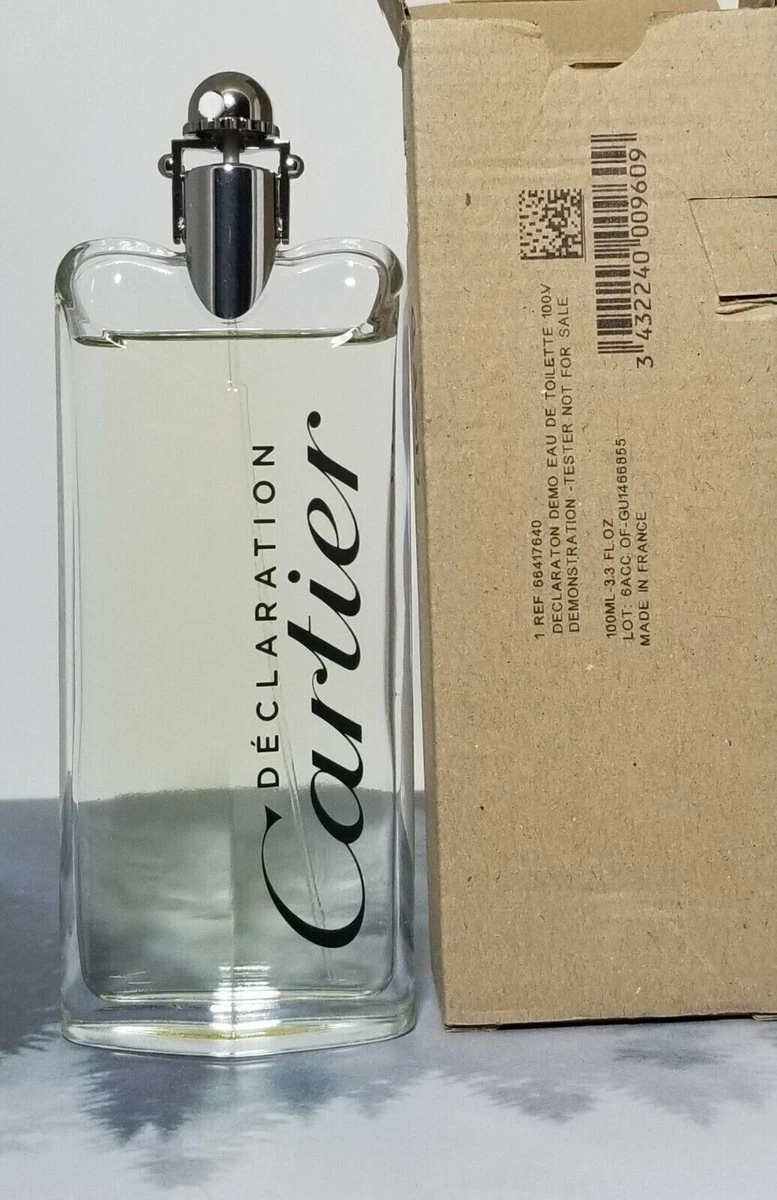 DÉCLARATION
Cartier
1 REF 66417640
DECLARATON DEMO EAU DE TOILETTE 100.V
DEMONSTRATION -TESTER NOT FOR SALE
100ML-3.3 FL.OZ
LOT: 6ACC OF-GU1466855
MADE IN FRANCE
3 432240 009609